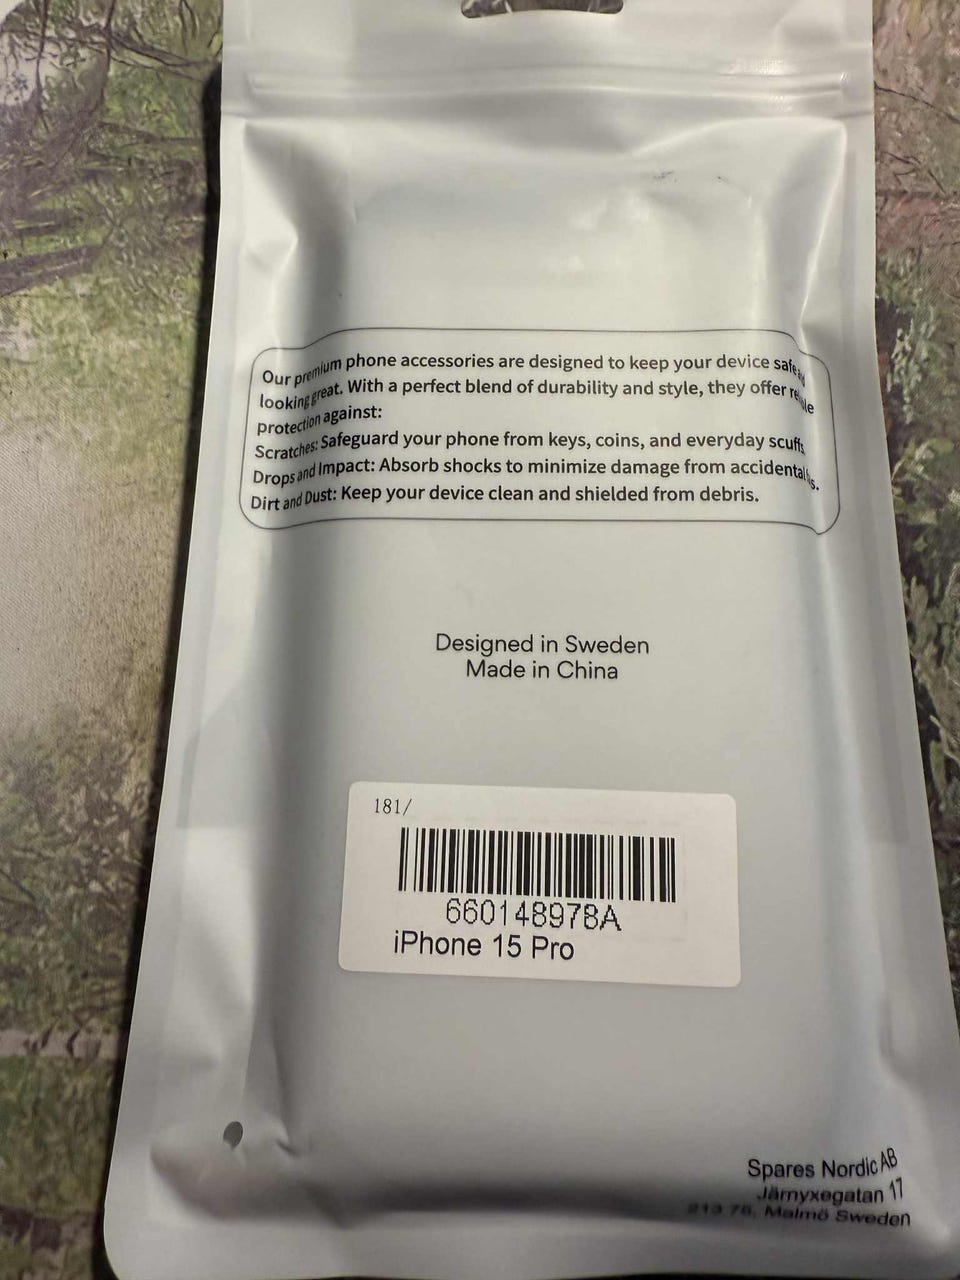 Our premium phone accessories are designed to keep your device safe
looking great. With a perfect blend of durability and style, they offer
protection against:
Scratches: Safeguard your phone from keys, coins, and everyday scuffs
Drops and Impact: Absorb shocks to minimize damage from accidental
Dirt and Dust: Keep your device clean and shielded from debris.
Designed in Sweden
Made in China
181/
660148978A
iPhone 15 Pro
Spares Nordic AB
Järnyxegatan 17
Malmö Sweden